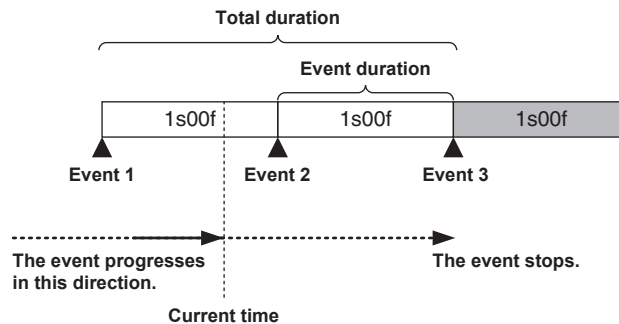 Total duration
Event duration
1s00f
1s00f
1s00f
Event 1
Event 2
Event 3
The event progresses
in this direction.
The event stops.
Current time